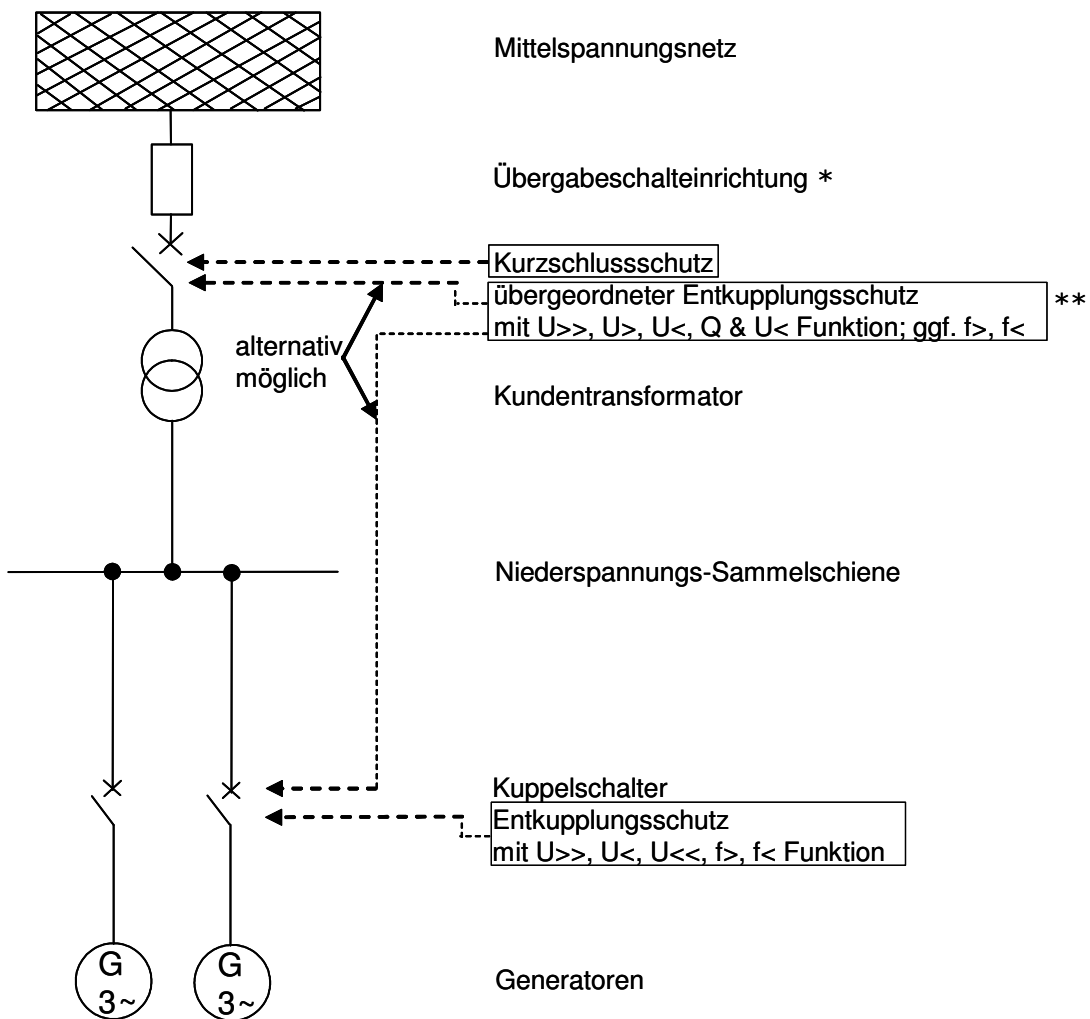 Mittelspannungsnetz
Übergabeschalteinrichtung *
Kurzschlussschutz
übergeordneter Entkupplungsschutz **
mit U>>, U>, U<, Q & U< Funktion; ggf. f>, f<
alternativ
möglich
Kundentransformator
Niederspannungs-Sammelschiene
Kuppelschalter
Entkupplungsschutz
mit U>>, U<, U<<, f>, f< Funktion
G
3~
G
3~
Generatoren